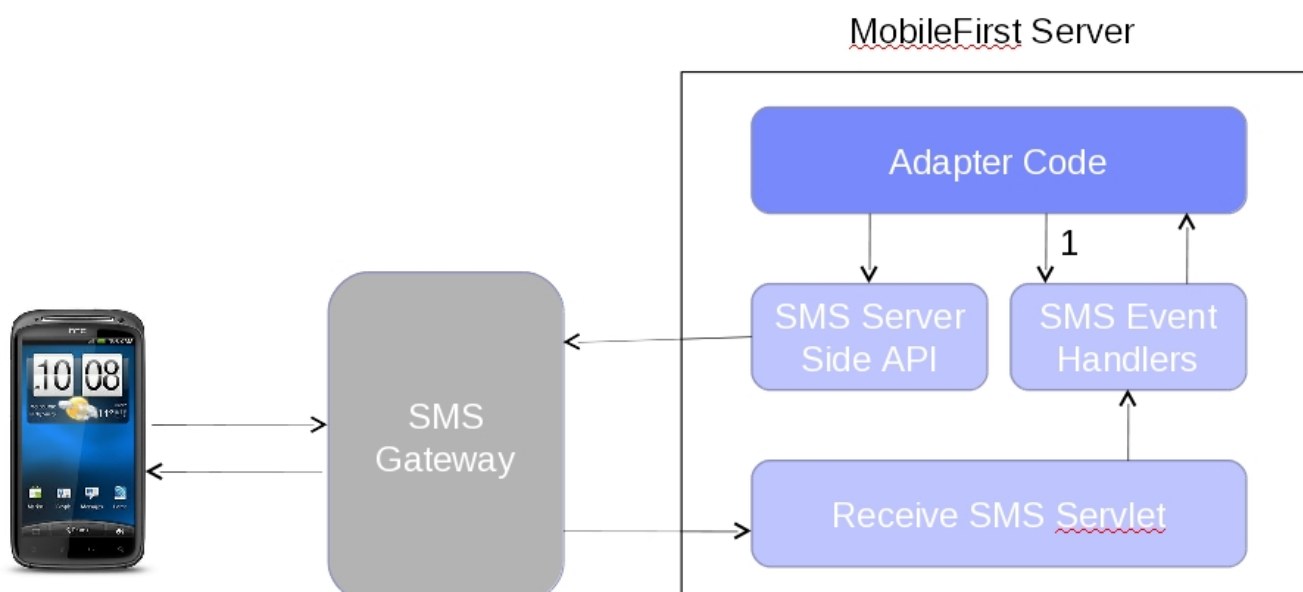 MobileFirst Server
Adapter Code
1
SMS Server
Side API
SMS Event
Handlers
SMS
Gateway
Receive SMS Servlet
hTC
10 08